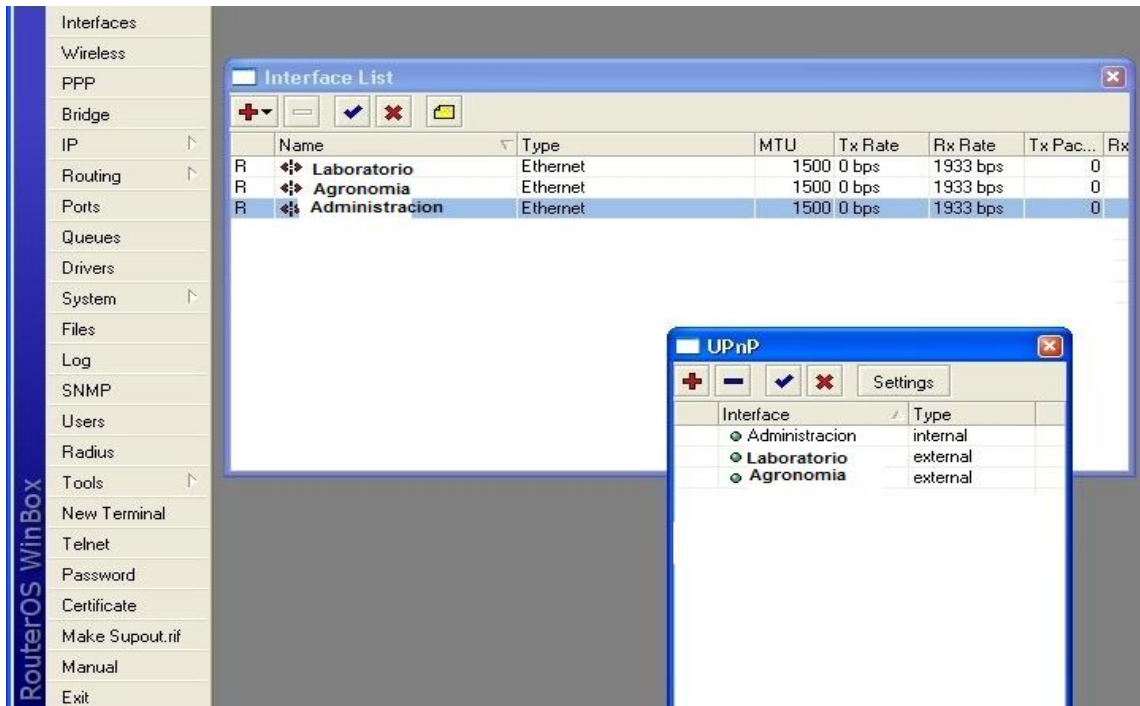 Interfaces
Wireless
PPP
Bridge
IP
Routing
Ports
Queues
Drivers
System
Files
Log
SNMP
Users
Radius
Tools
New Terminal
Telnet
Password
Certificate
Make Supout.rif
Manual
Exit
RouterOS WinBox
Interface List
Name Type MTU Tx Rate Rx Rate Tx Pac... Rx
R Laboratorio Ethernet 1500 0 bps 1933 bps 0
R Agronomia Ethernet 1500 0 bps 1933 bps 0
R Administracion Ethernet 1500 0 bps 1933 bps 0
UPnP
Settings
Interface Type
Administracion internal
Laboratorio external
Agronomia external